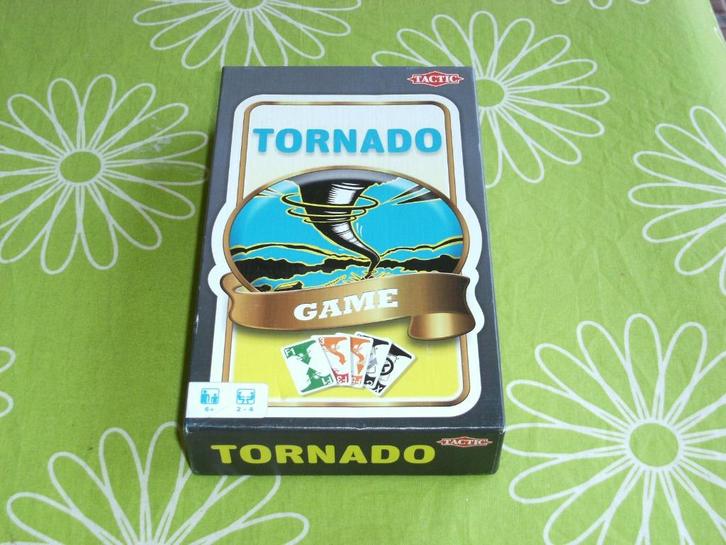 TACTIC
TORNADO
GAME
6+
2 - 4
TORNADO
TACTIC